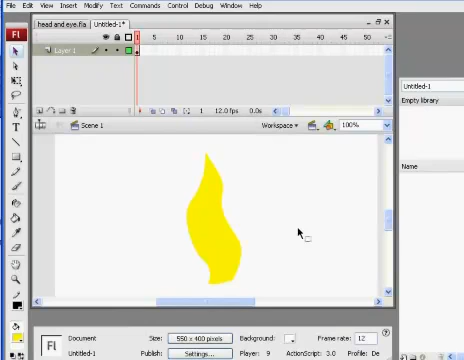 File Edit View Insert Modify Text Commands Control Debug Window Help
head and eye.fla Untitled-1*
1 5 10 15 20 25 30 35 40 45 50
Layer 1
1 12.0 fps 0.0s
Scene 1 Workspace 100%
Untitled-1
Empty library
Name
Fl
Fl
Document Size: 550 x 400 pixels Background: Frame rate: 12
Untitled-1 Publish: Settings... Player: 9 ActionScript: 3.0 Profile: De